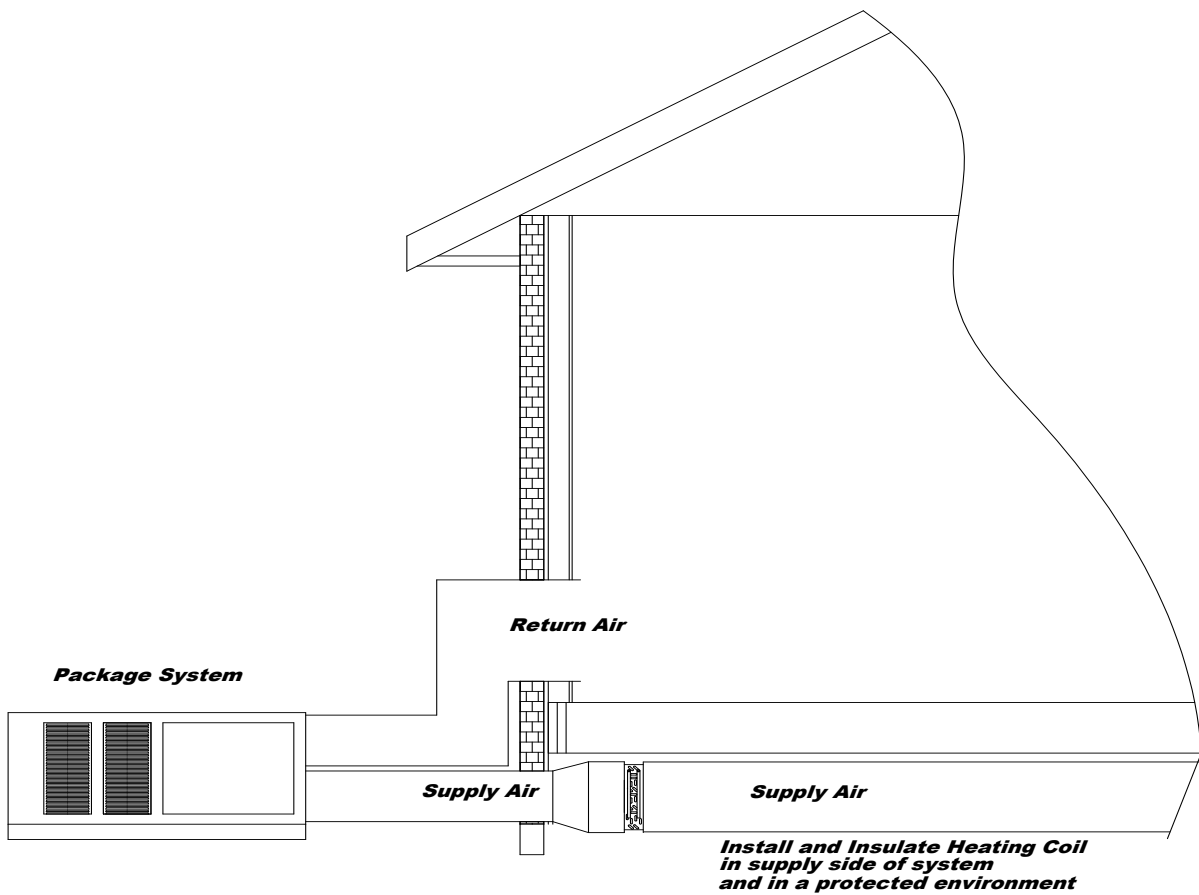 Return Air
Package System
Supply Air
Supply Air
Install and Insulate Heating Coil
in supply side of system
and in a protected environment